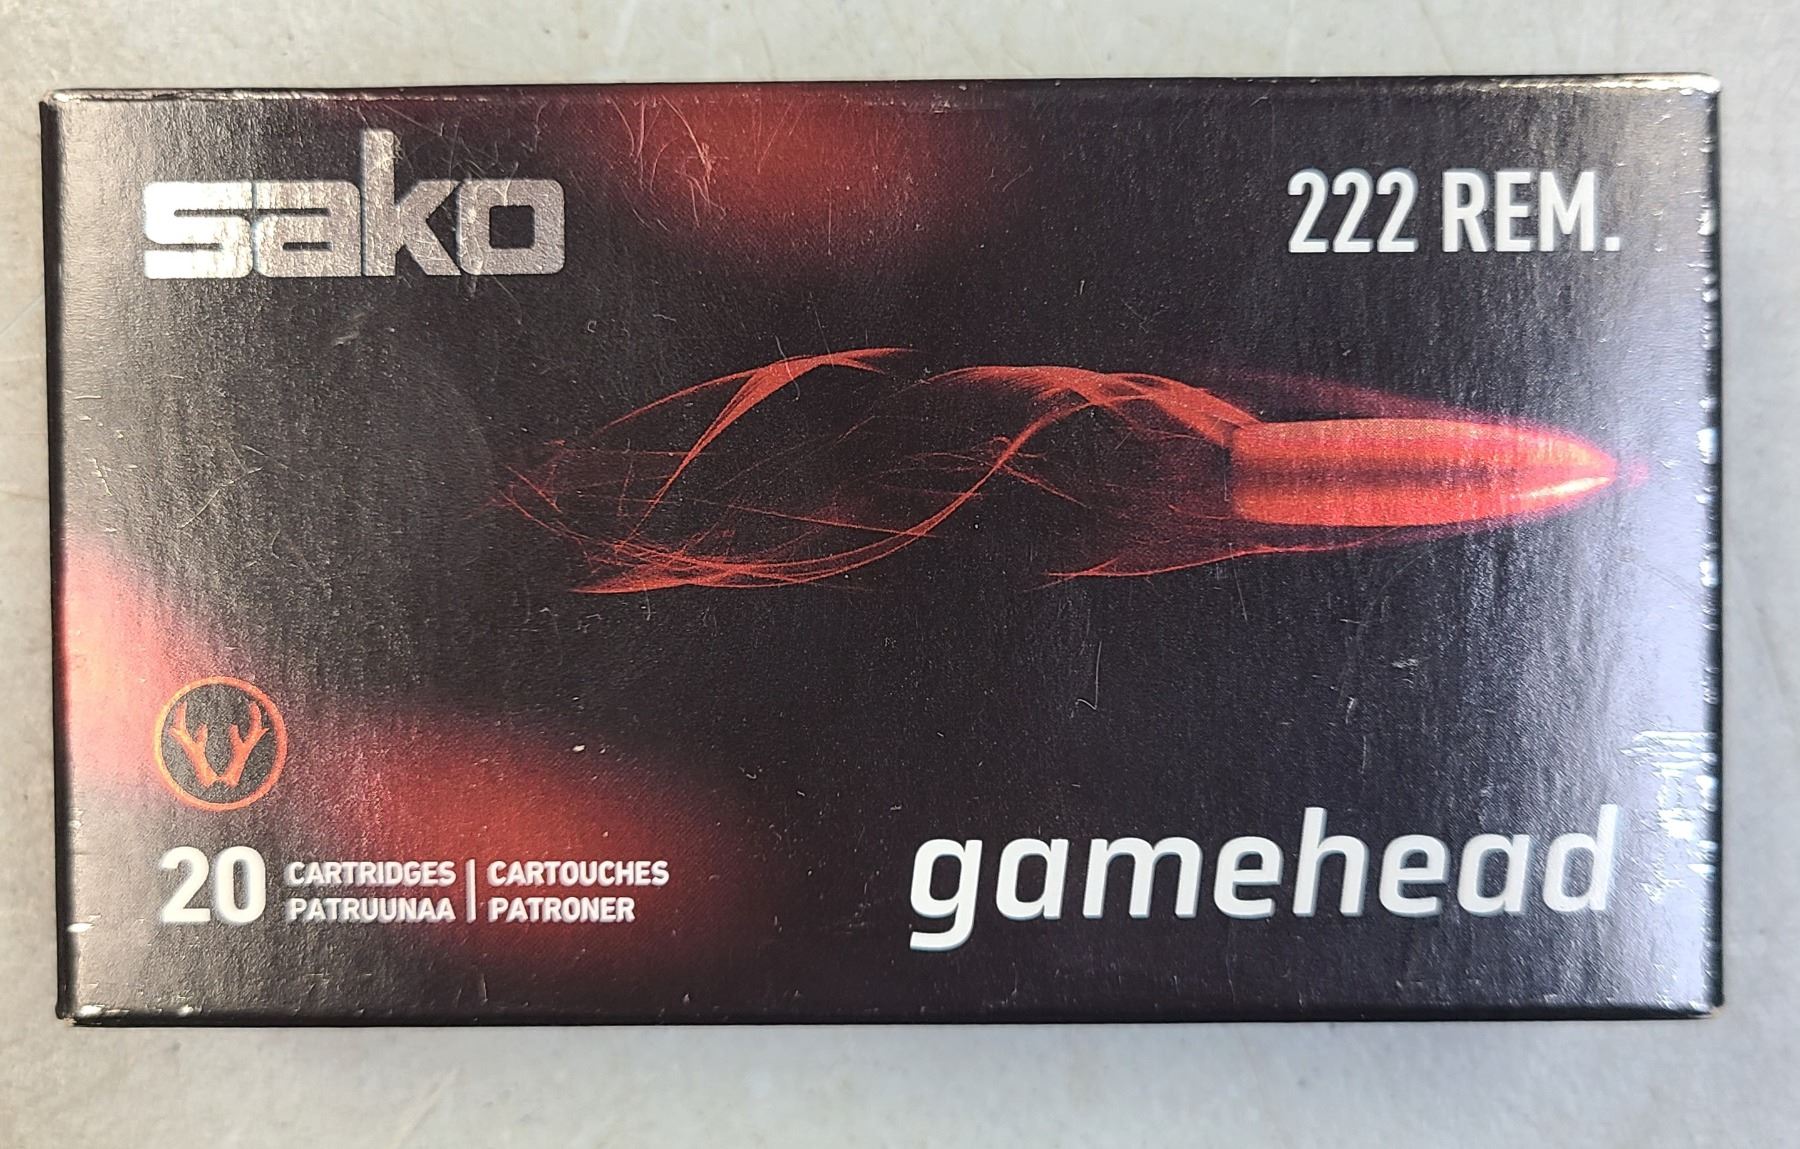 sako
222 REM.
20 CARTRIDGES | CARTOUCHES
PATRUUNAA | PATRONER
gamehead